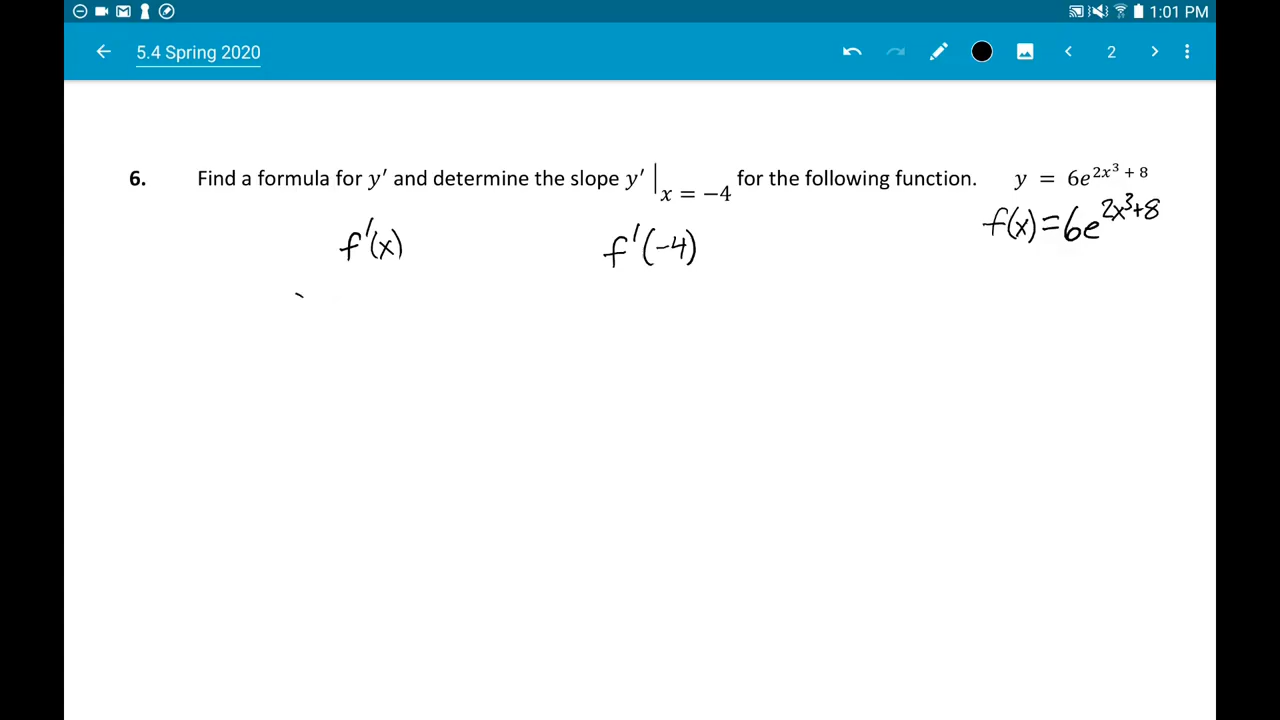 1:01 PM
5.4 Spring 2020
2
6. Find a formula for y′ and determine the slope y′ |ₓ ₌ ₋₄ for the following function. y = 6e^{2x³ + 8}
f(x)=6e^{2x³+8}
f'(x) f'(-4)